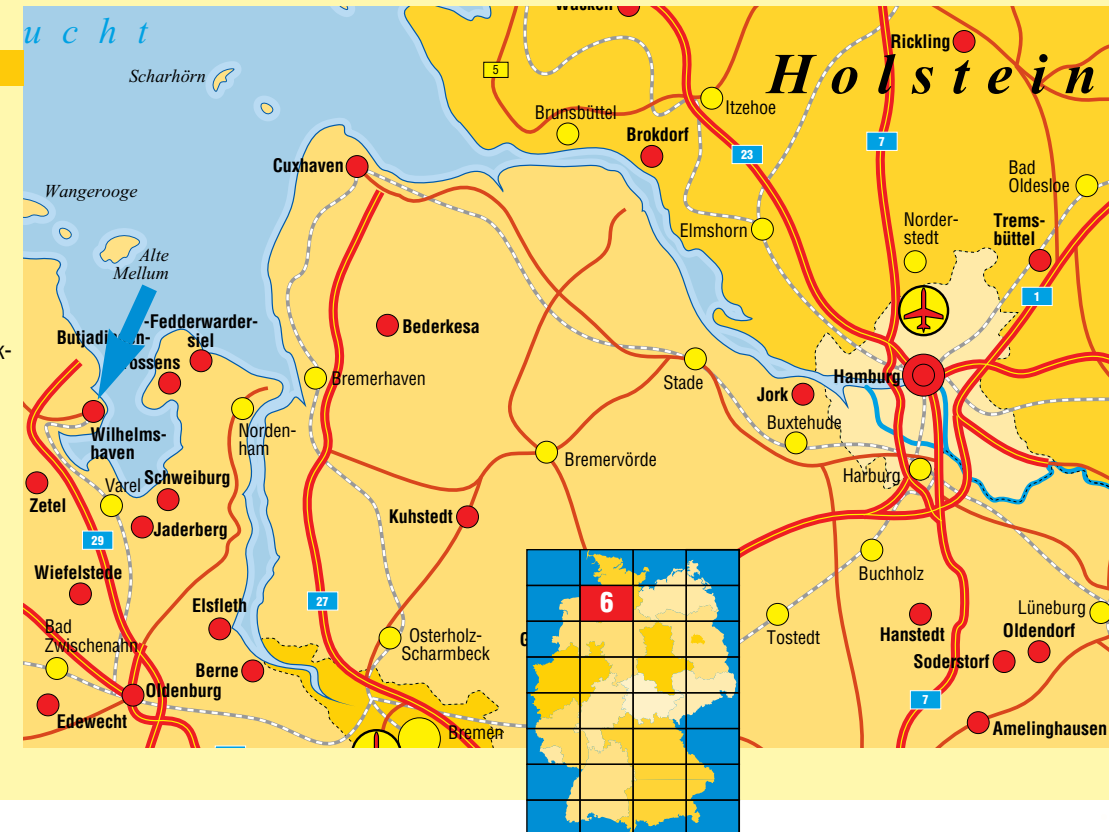 ucht
Wacken
Rickling
Scharhörn
Holstein
5
Itzehoe
Brunsbüttel
Brokdorf
7
23
Cuxhaven
Bad
Oldesloe
Wangerooge
Elmshorn
Norder-
stedt
Trems-
büttel
Alte
Mellum
1
-Fedderwarder-
siel
Bederkesa
k-
Bremerhaven
Stade
Hamburg
Jork
Buxtehude
Norden-
ham
Wilhelms-
haven
Bremervörde
Harburg
Varel
Schweiburg
Zetel
Kuhstedt
Jaderberg
29
Wiefelstede
Buchholz
27
6
Elsfleth
Lüneburg
Bad
Zwischenahn
Osterholz-
Scharmbeck
Tostedt
Hanstedt
Oldendorf
Soderstorf
Berne
Oldenburg
7
Edewecht
Bremen
Amelinghausen